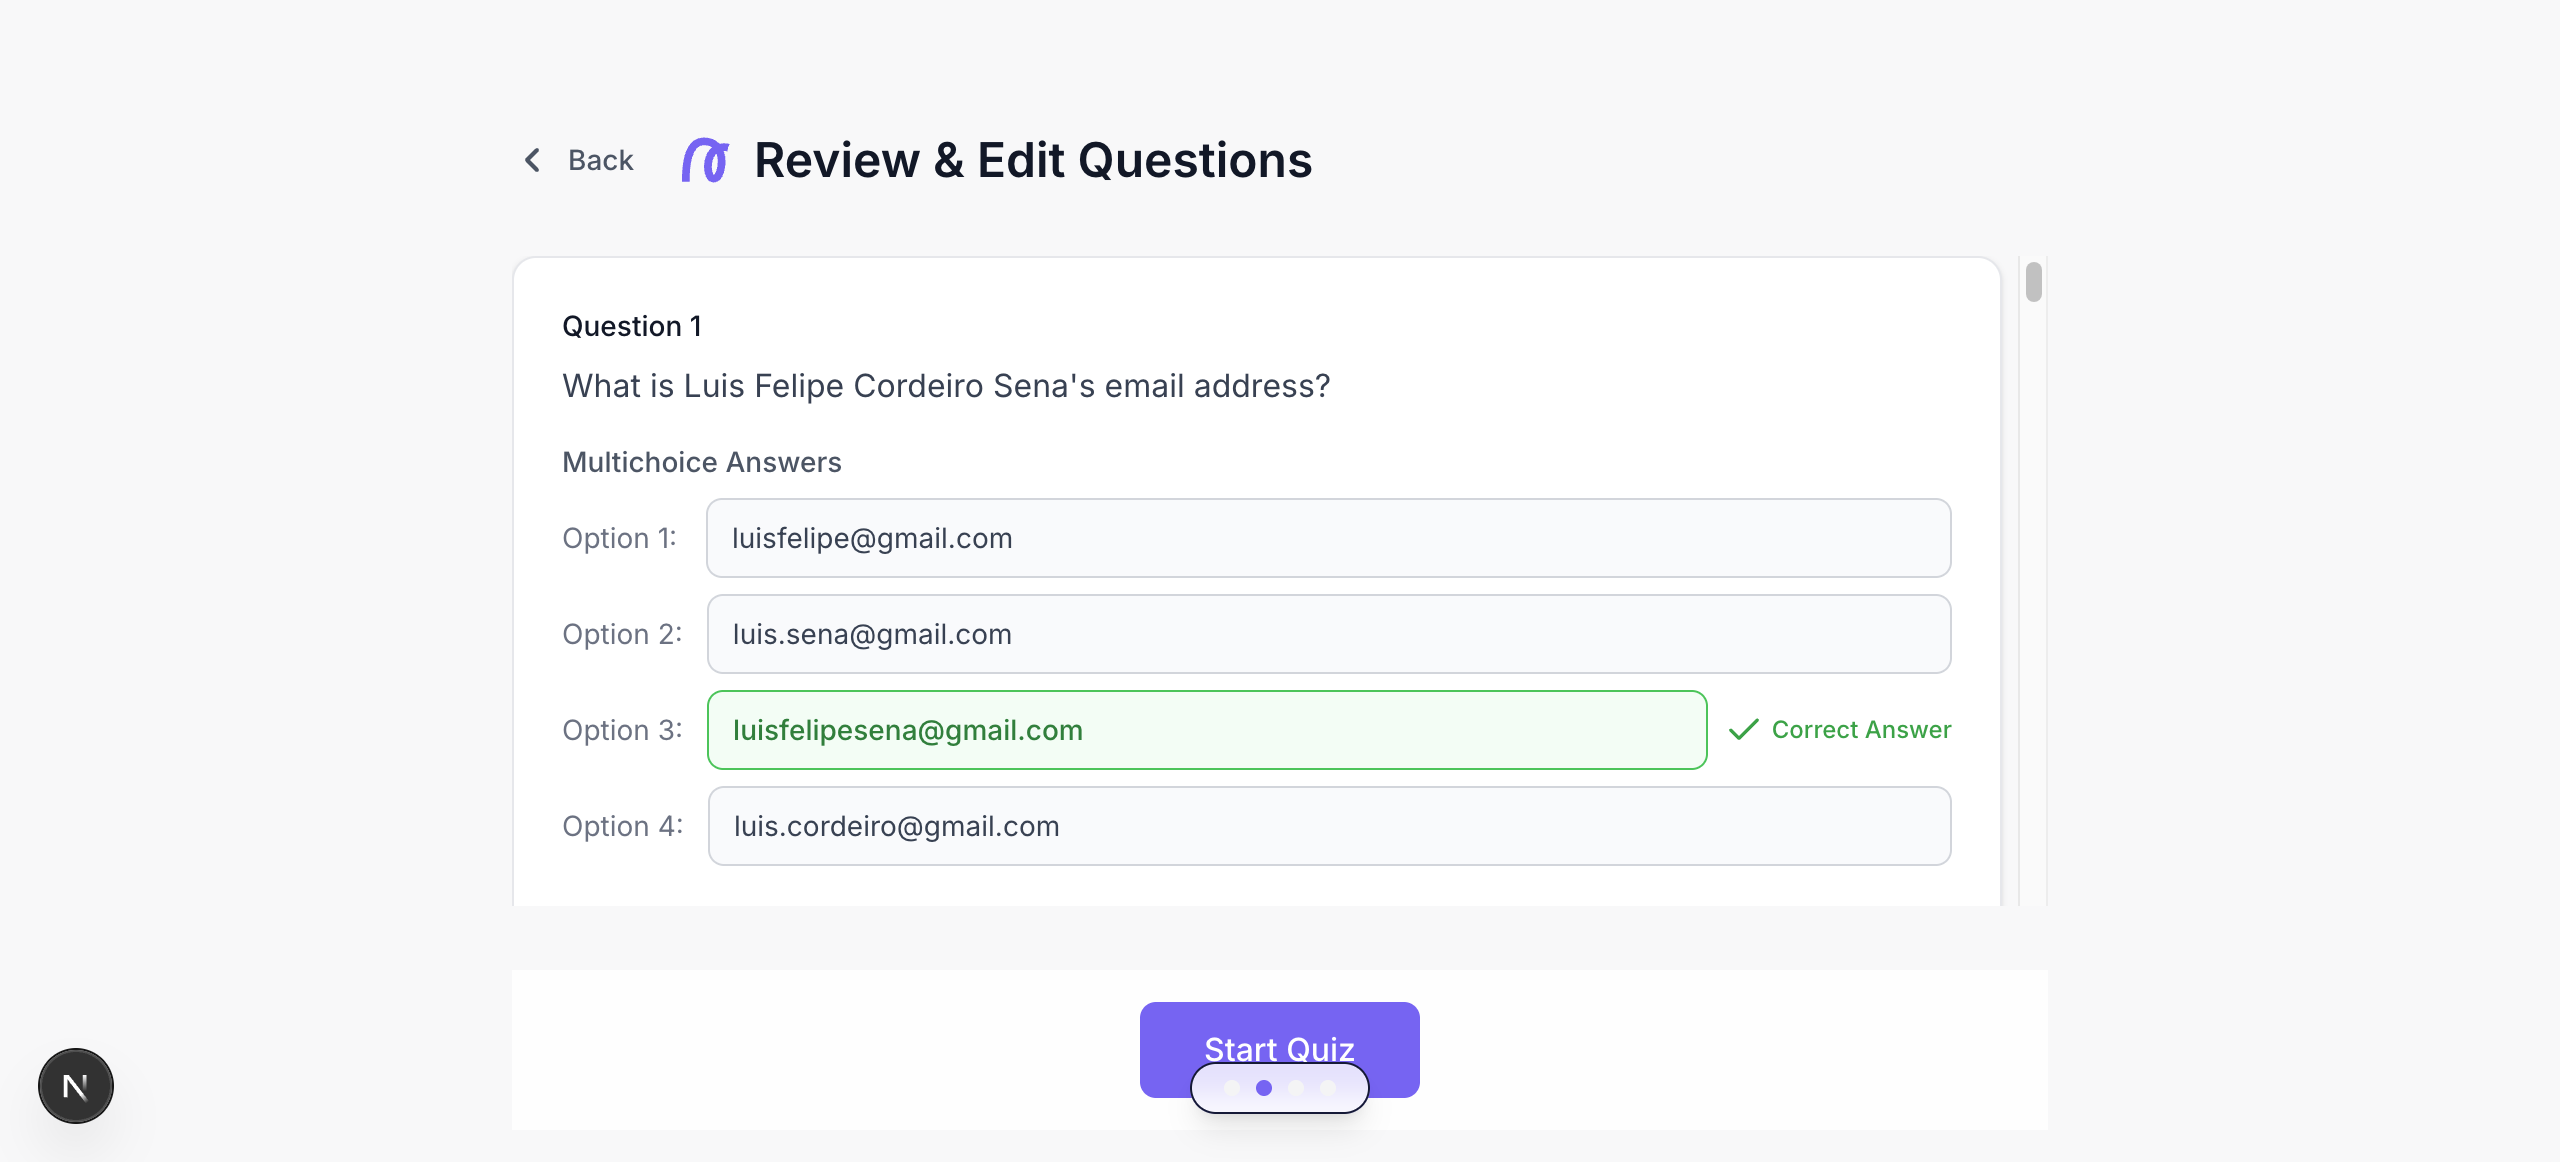 Back
Review & Edit Questions
Question 1
What is Luis Felipe Cordeiro Sena's email address?
Multichoice Answers
Option 1: luisfelipe@gmail.com
Option 2: luis.sena@gmail.com
Option 3: luisfelipesena@gmail.com Correct Answer
Option 4: luis.cordeiro@gmail.com
Start Quiz
N